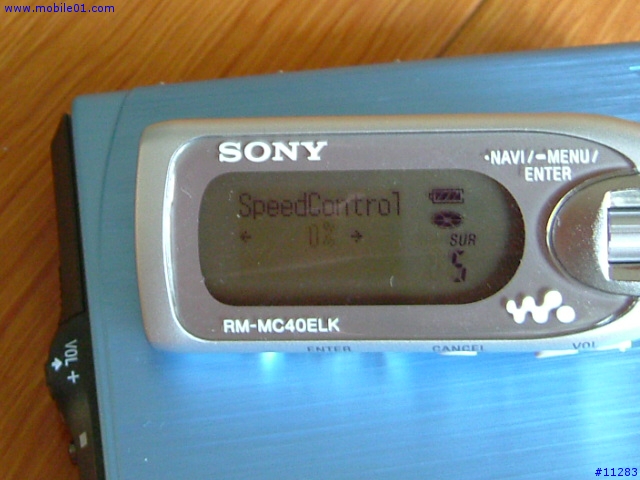 www.mobile01.com
SONY
•NAVI/–MENU/
ENTER
SpeedControl
← 0% →
SUR
S
RM-MC40ELK
ENTER
CANCEL
VOL
VOL +
#11283